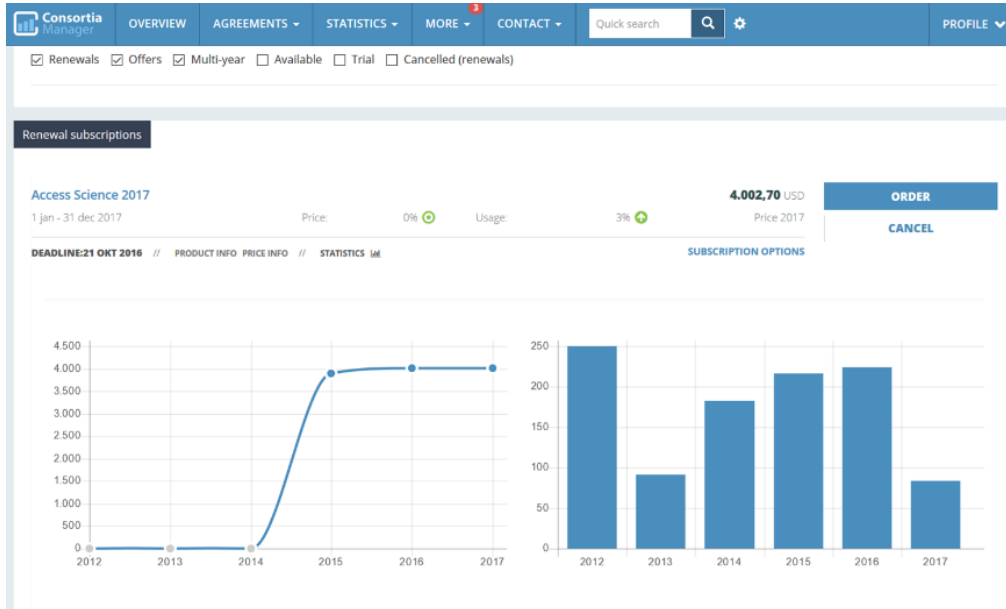 Consortia Manager OVERVIEW AGREEMENTS STATISTICS MORE 3 CONTACT Quick search PROFILE
Renewals Offers Multi-year Available Trial Cancelled (renewals)
Renewal subscriptions
Access Science 2017 4.002,70 USD ORDER
1 jan - 31 dec 2017 Price: 0% Usage: 3% Price 2017
CANCEL
DEADLINE:21 OKT 2016 // PRODUCT INFO PRICE INFO // STATISTICS SUBSCRIPTION OPTIONS
4.500
4.000
3.500
3.000
2.500
2.000
1.500
1.000
500
0
2012 2013 2014 2015 2016 2017
250
200
150
100
50
0
2012 2013 2014 2015 2016 2017